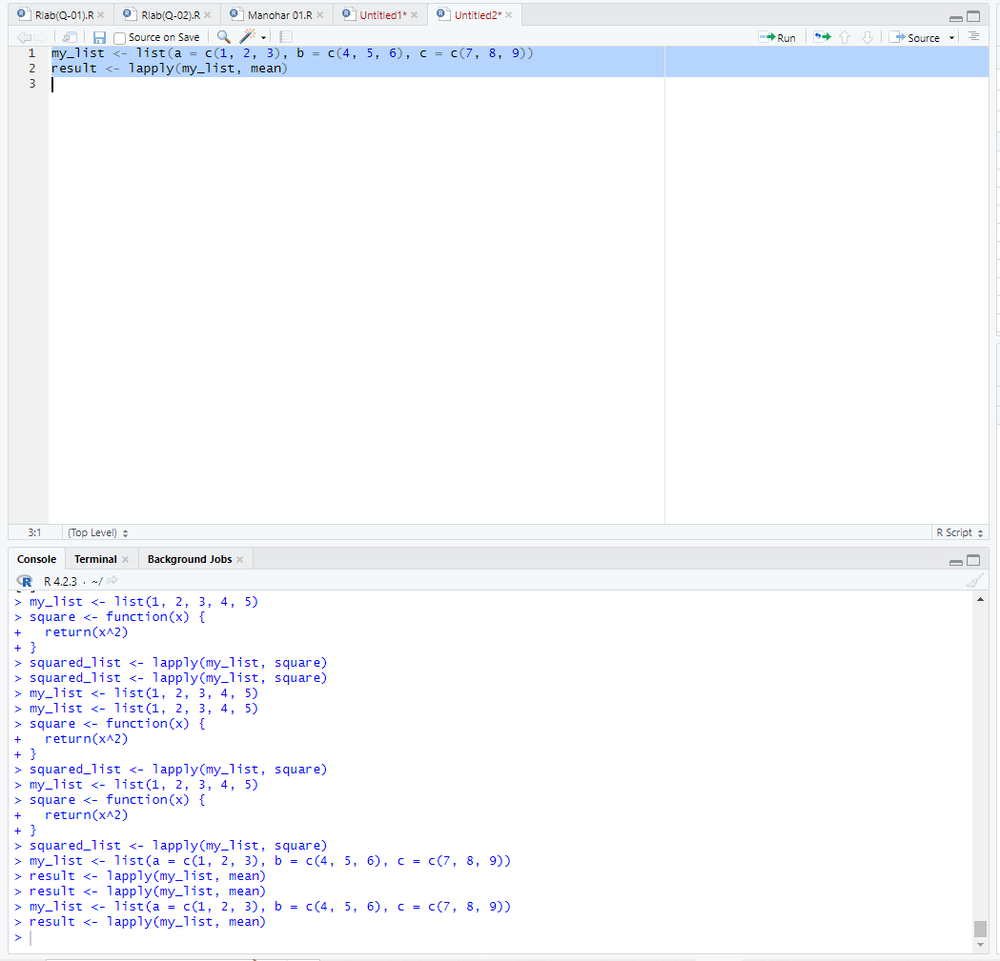 Rlab(Q-01).R Rlab(Q-02).R Manohar 01.R Untitled1* Untitled2*
Source on Save Run Source
1 my_list <- list(a = c(1, 2, 3), b = c(4, 5, 6), c = c(7, 8, 9))
2 result <- lapply(my_list, mean)
3
3:1 (Top Level) R Script
Console Terminal Background Jobs
R 4.2.3 · ~/
> my_list <- list(1, 2, 3, 4, 5)
> square <- function(x) {
+   return(x^2)
+ }
> squared_list <- lapply(my_list, square)
> squared_list <- lapply(my_list, square)
> my_list <- list(1, 2, 3, 4, 5)
> my_list <- list(1, 2, 3, 4, 5)
> square <- function(x) {
+   return(x^2)
+ }
> squared_list <- lapply(my_list, square)
> my_list <- list(1, 2, 3, 4, 5)
> square <- function(x) {
+   return(x^2)
+ }
> squared_list <- lapply(my_list, square)
> my_list <- list(a = c(1, 2, 3), b = c(4, 5, 6), c = c(7, 8, 9))
> result <- lapply(my_list, mean)
> result <- lapply(my_list, mean)
> my_list <- list(a = c(1, 2, 3), b = c(4, 5, 6), c = c(7, 8, 9))
> result <- lapply(my_list, mean)
>